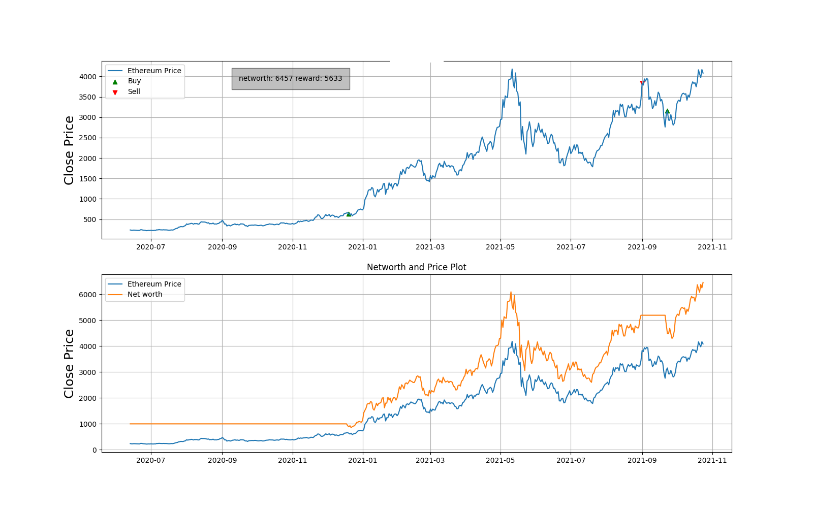 Ethereum Price
Buy
Sell
networth: 6457 reward: 5633
Close Price
4000
3500
3000
2500
2000
1500
1000
500
2020-07 2020-09 2020-11 2021-01 2021-03 2021-05 2021-07 2021-09 2021-11
Networth and Price Plot
Ethereum Price
Net worth
Close Price
6000
5000
4000
3000
2000
1000
0
2020-07 2020-09 2020-11 2021-01 2021-03 2021-05 2021-07 2021-09 2021-11